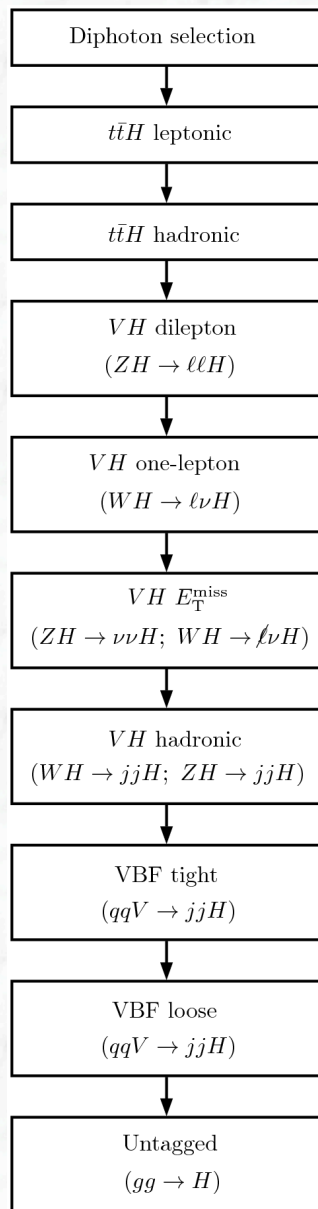 Diphoton selection
tt̄H leptonic
tt̄H hadronic
VH dilepton
(ZH → ℓℓH)
VH one-lepton
(WH → ℓνH)
VH E_T^miss
(ZH → ννH; WH → ℓ̸νH)
VH hadronic
(WH → jjH; ZH → jjH)
VBF tight
(qqV → jjH)
VBF loose
(qqV → jjH)
Untagged
(gg → H)